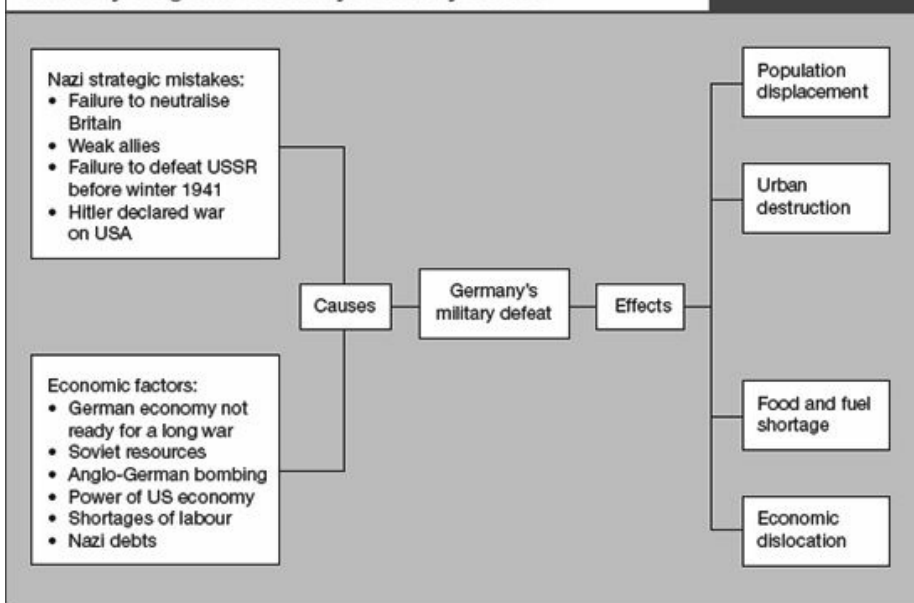 Nazi strategic mistakes:
• Failure to neutralise
Britain
• Weak allies
• Failure to defeat USSR
before winter 1941
• Hitler declared war
on USA
Economic factors:
• German economy not
ready for a long war
• Soviet resources
• Anglo-German bombing
• Power of US economy
• Shortages of labour
• Nazi debts
Causes
Germany's
military defeat
Effects
Population
displacement
Urban
destruction
Food and fuel
shortage
Economic
dislocation